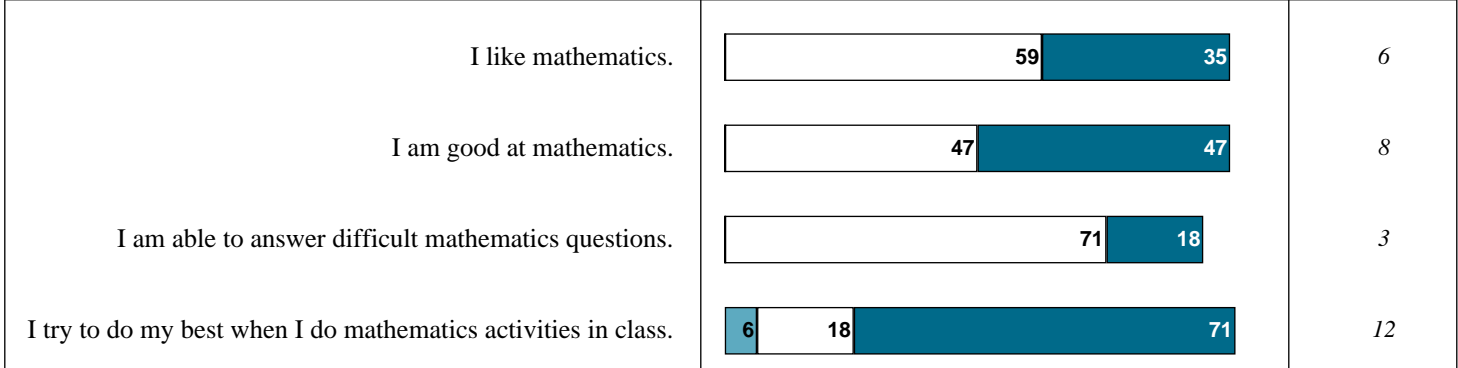 I like mathematics. 59 35 6
I am good at mathematics. 47 47 8
I am able to answer difficult mathematics questions. 71 18 3
I try to do my best when I do mathematics activities in class. 6 18 71 12